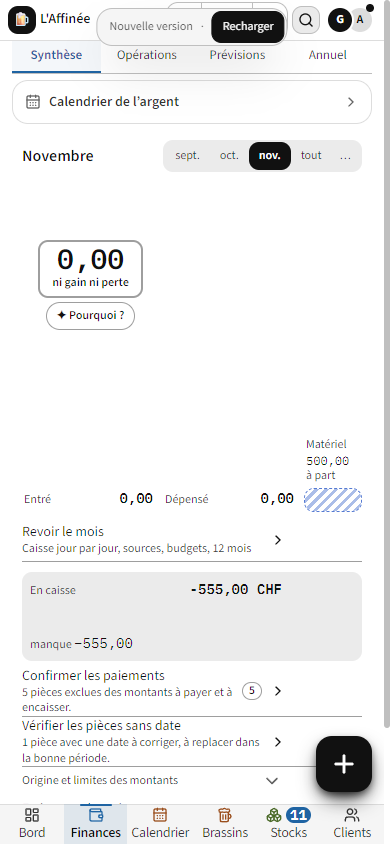 L'Affinée
Nouvelle version · Recharger
G A
Synthèse Opérations Prévisions Annuel
Calendrier de l'argent
Novembre sept. oct. nov. tout …
0,00
ni gain ni perte
✦ Pourquoi ?
Matériel
500,00
à part
Entré 0,00 Dépensé 0,00
Revoir le mois
Caisse jour par jour, sources, budgets, 12 mois
En caisse -555,00 CHF
manque −555,00
Confirmer les paiements
5 pièces exclues des montants à payer et à 5
encaisser.
Vérifier les pièces sans date
1 pièce avec une date à corriger, à replacer dans
la bonne période.
Origine et limites des montants
Bord Finances Calendrier Brassins Stocks 11 Clients